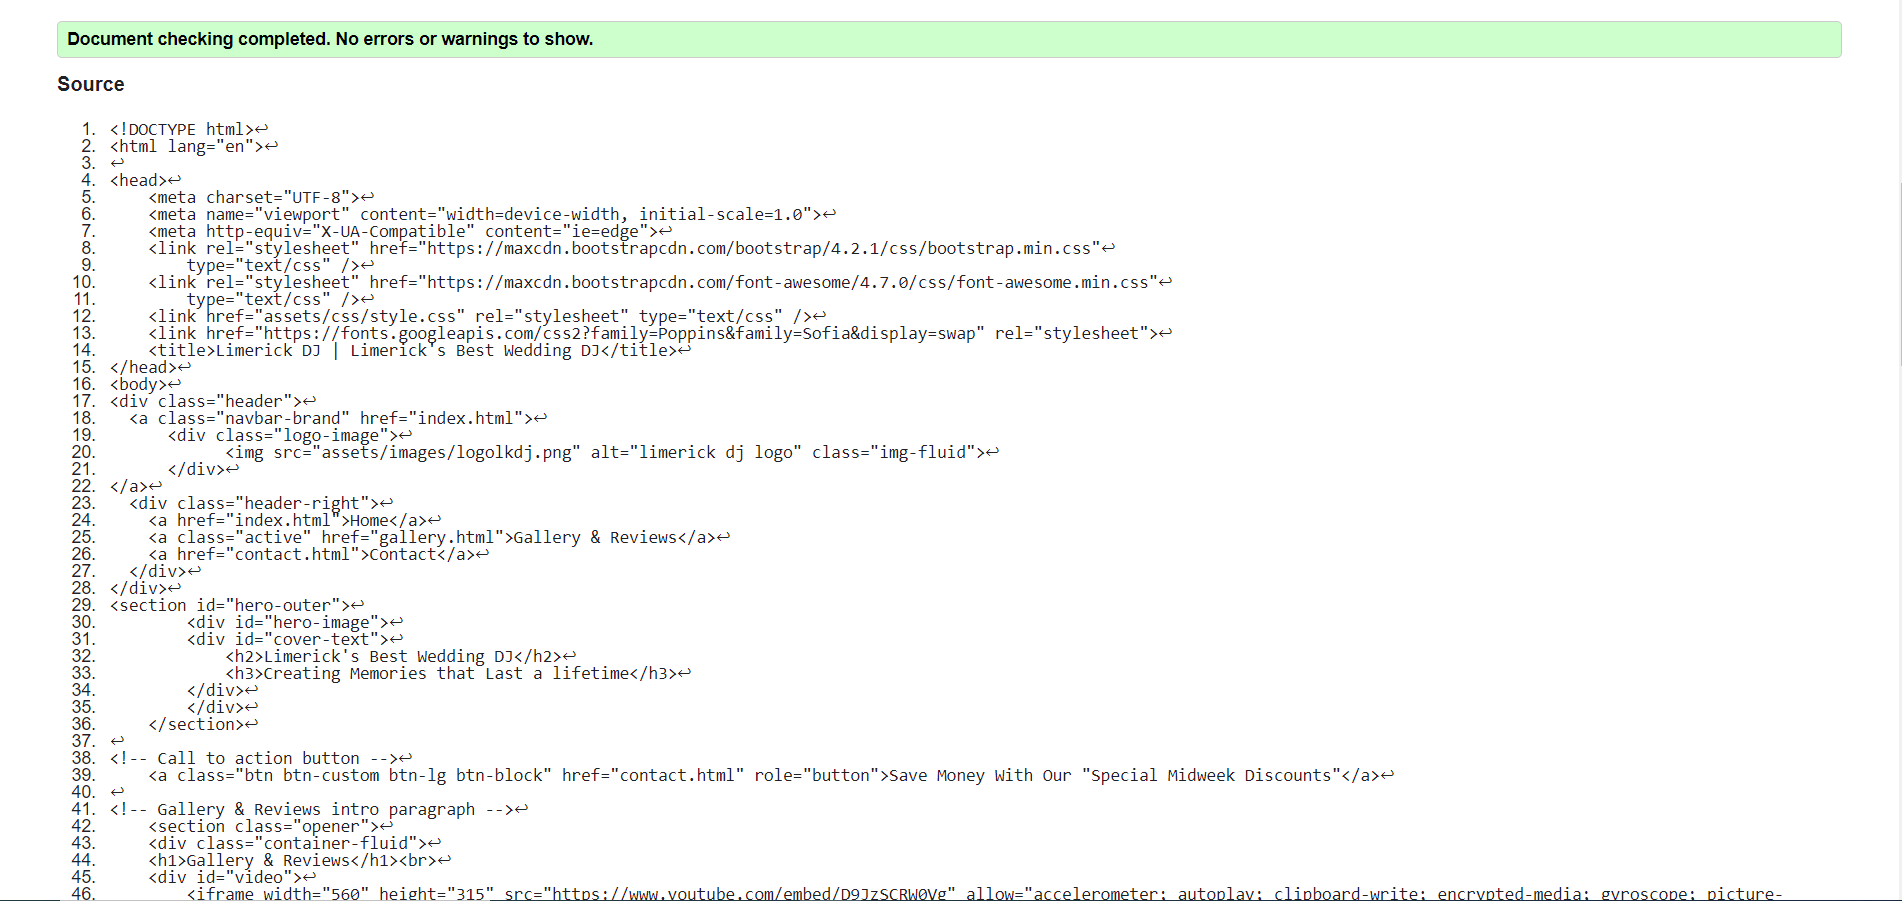 Document checking completed. No errors or warnings to show.
Source
1. <!DOCTYPE html>↩
2. <html lang="en">↩
3. ↩
4. <head>↩
5.     <meta charset="UTF-8">↩
6.     <meta name="viewport" content="width=device-width, initial-scale=1.0">↩
7.     <meta http-equiv="X-UA-Compatible" content="ie=edge">↩
8.     <link rel="stylesheet" href="https://maxcdn.bootstrapcdn.com/bootstrap/4.2.1/css/bootstrap.min.css"↩
9.         type="text/css" />↩
10.     <link rel="stylesheet" href="https://maxcdn.bootstrapcdn.com/font-awesome/4.7.0/css/font-awesome.min.css"↩
11.         type="text/css" />↩
12.     <link href="assets/css/style.css" rel="stylesheet" type="text/css" />↩
13.     <link href="https://fonts.googleapis.com/css2?family=Poppins&family=Sofia&display=swap" rel="stylesheet">↩
14.     <title>Limerick DJ | Limerick's Best Wedding DJ</title>↩
15. </head>↩
16. <body>↩
17. <div class="header">↩
18.   <a class="navbar-brand" href="index.html">↩
19.       <div class="logo-image">↩
20.             <img src="assets/images/logolkdj.png" alt="limerick dj logo" class="img-fluid">↩
21.       </div>↩
22. </a>↩
23.   <div class="header-right">↩
24.     <a href="index.html">Home</a>↩
25.     <a class="active" href="gallery.html">Gallery & Reviews</a>↩
26.     <a href="contact.html">Contact</a>↩
27.   </div>↩
28. </div>↩
29. <section id="hero-outer">↩
30.         <div id="hero-image">↩
31.         <div id="cover-text">↩
32.             <h2>Limerick's Best Wedding DJ</h2>↩
33.             <h3>Creating Memories that Last a lifetime</h3>↩
34.         </div>↩
35.         </div>↩
36.     </section>↩
37. ↩
38. <!-- Call to action button -->↩
39.     <a class="btn btn-custom btn-lg btn-block" href="contact.html" role="button">Save Money With Our "Special Midweek Discounts"</a>↩
40. ↩
41. <!-- Gallery & Reviews intro paragraph -->↩
42.     <section class="opener">↩
43.     <div class="container-fluid">↩
44.     <h1>Gallery & Reviews</h1><br>↩
45.     <div id="video">↩
46.         <iframe width="560" height="315" src="https://www.youtube.com/embed/D9JzSCRW0Vg" allow="accelerometer; autoplay; clipboard-write; encrypted-media; gyroscope; picture-